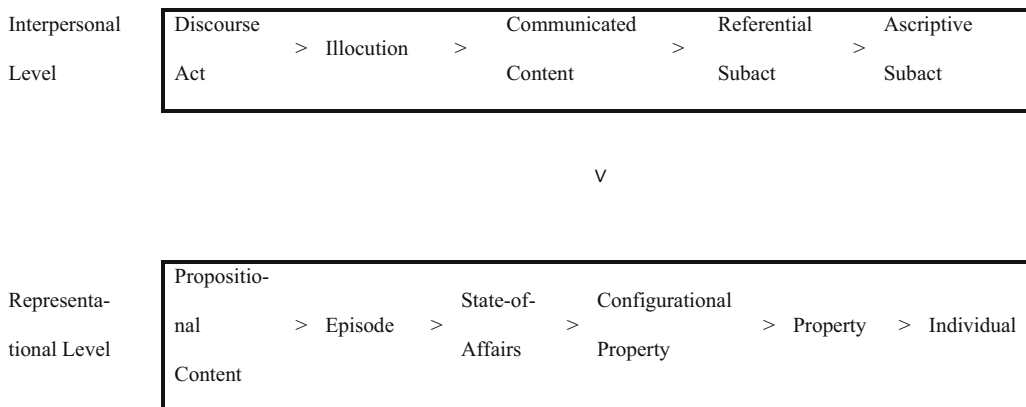 Interpersonal Level
Discourse Act > Illocution > Communicated Content > Referential Subact > Ascriptive Subact
V
Representa-
tional Level
Propositio-
nal
Content > Episode > State-of-
Affairs > Configurational
Property > Property > Individual